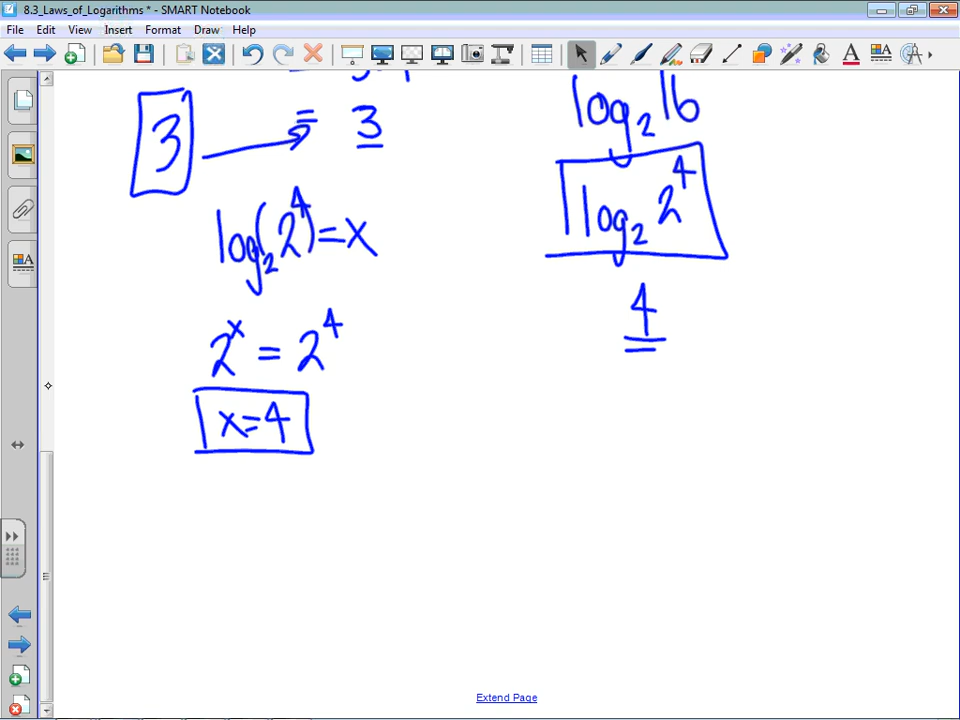 8.3_Laws_of_Logarithms * - SMART Notebook
File Edit View Insert Format Draw Help
3 = 3
log₂(2⁴)=x
2ˣ = 2⁴
x=4
log₂16
log₂2⁴
4
Extend Page